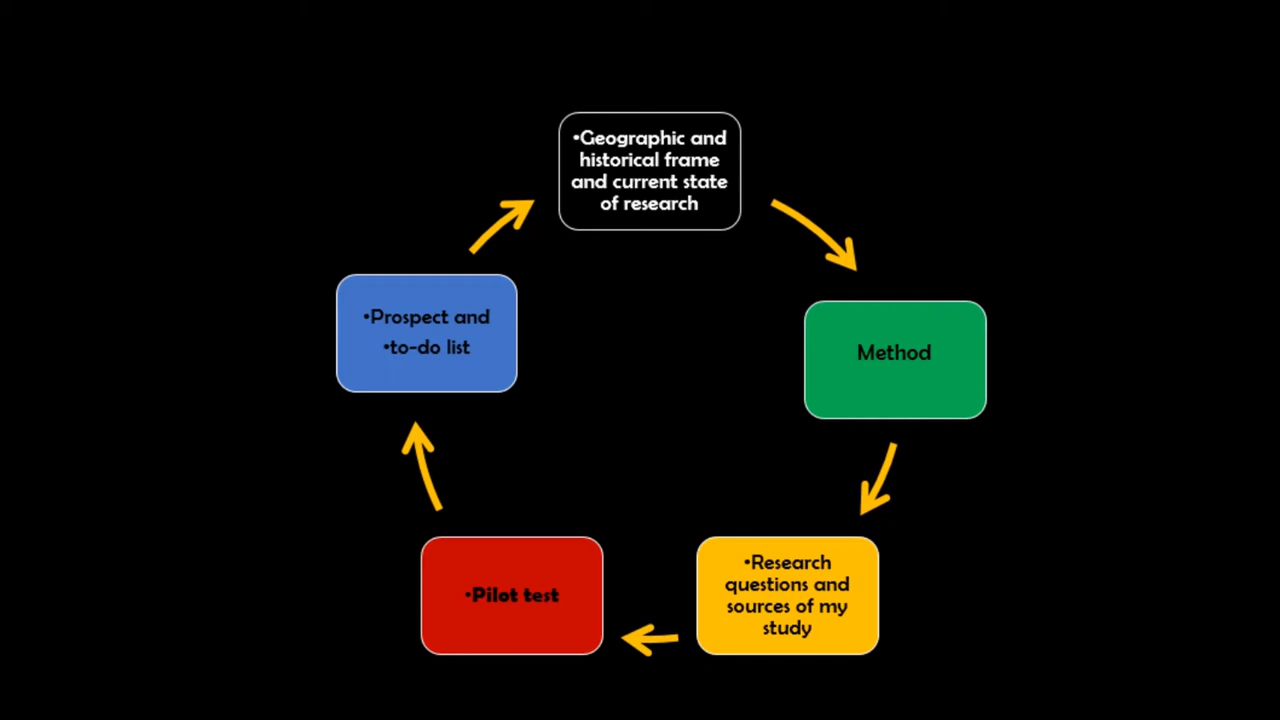 •Geographic and
historical frame
and current state
of research
Method
•Research
questions and
sources of my
study
•Pilot test
•Prospect and
•to-do list